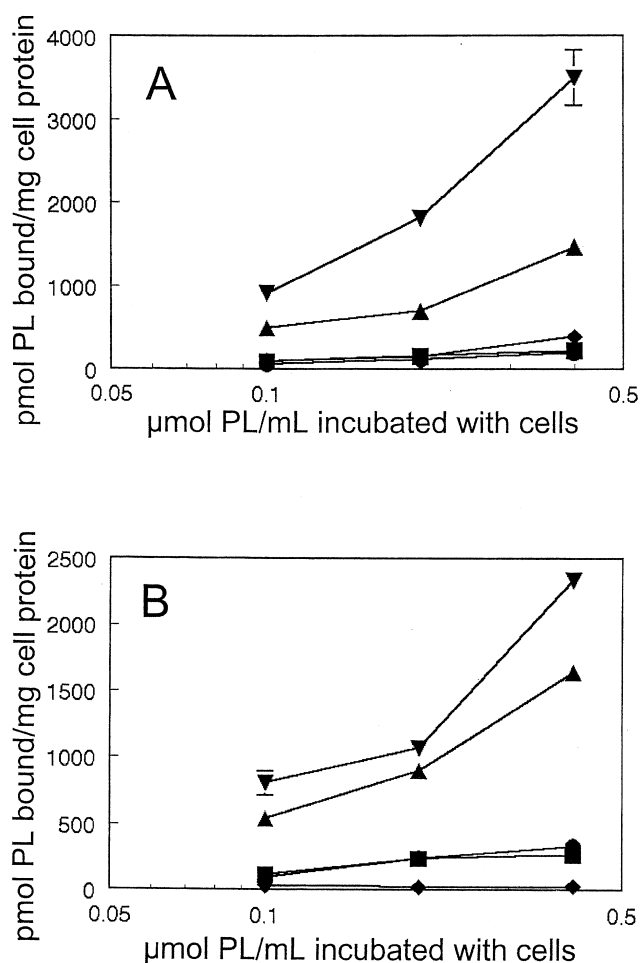 pmol PL bound/mg cell protein
A
4000
3000
2000
1000
0
0.05
0.1
0.5
µmol PL/mL incubated with cells
pmol PL bound/mg cell protein
B
2500
2000
1500
1000
500
0
0.05
0.1
0.5
µmol PL/mL incubated with cells